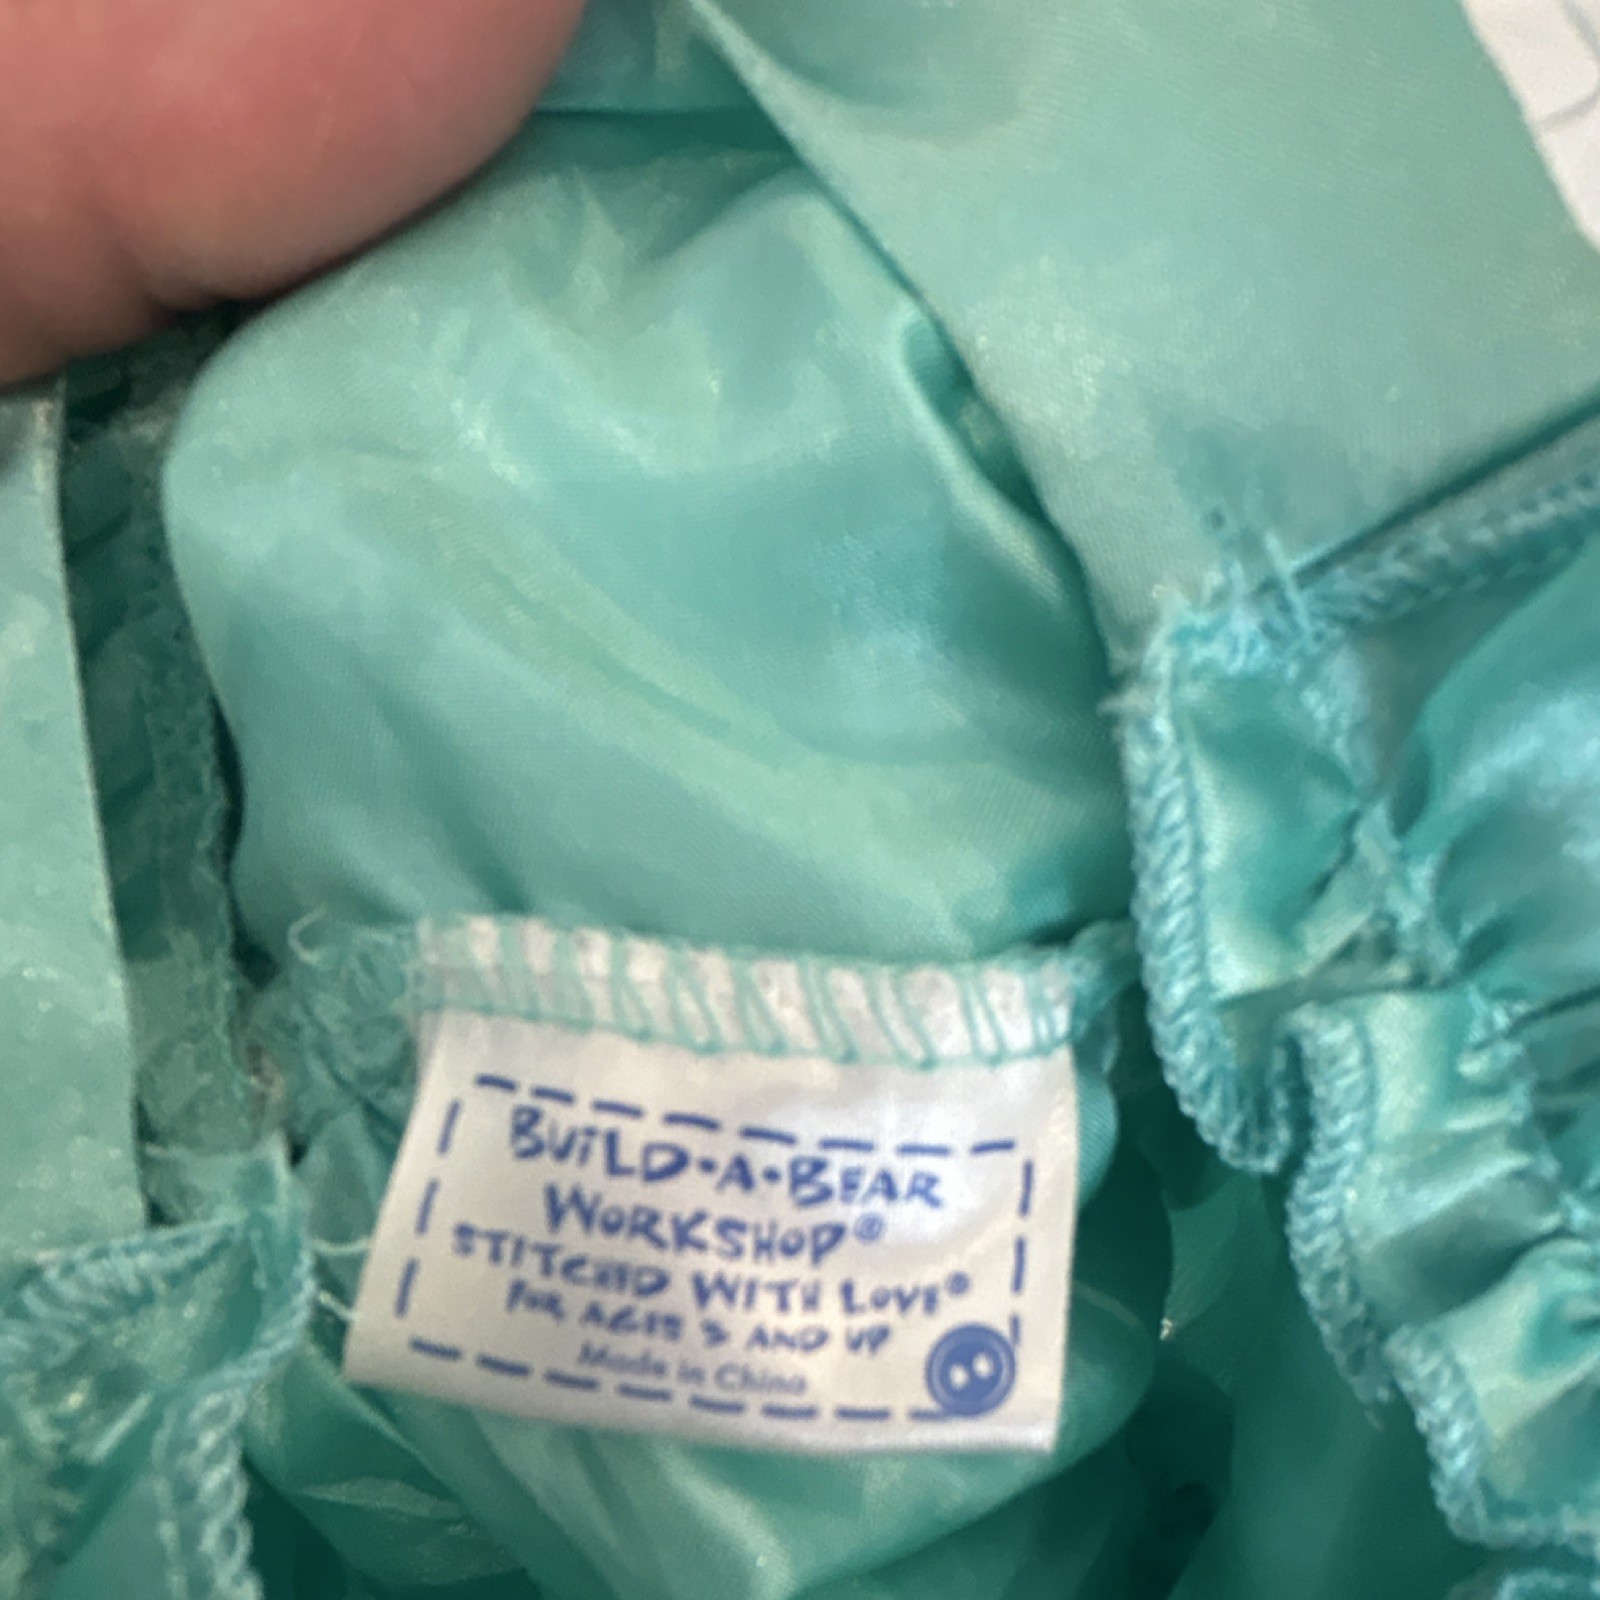 BUILD•A•BEAR
WORKSHOP®
STITCHED WITH LOVE®
FOR AGES 3 AND UP
Made in China